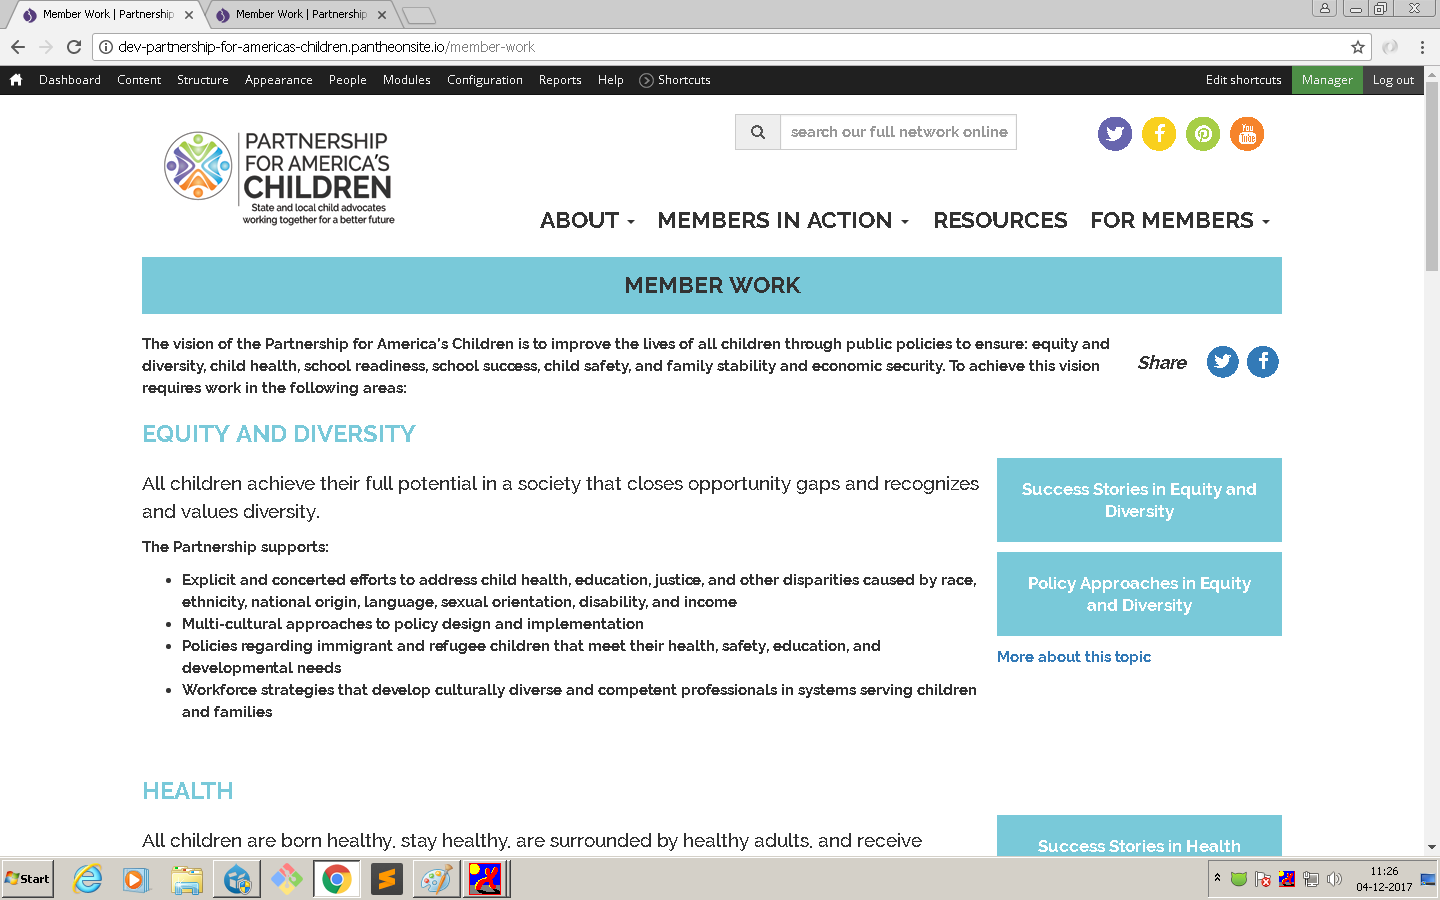 Member Work | Partnership
Member Work | Partnership
dev-partnership-for-americas-children.pantheonsite.io/member-work
Dashboard Content Structure Appearance People Modules Configuration Reports Help Shortcuts Edit shortcuts Manager Log out
PARTNERSHIP
FOR AMERICA'S
CHILDREN
State and local child advocates
working together for a better future
search our full network online
You
Tube
ABOUT MEMBERS IN ACTION RESOURCES FOR MEMBERS
MEMBER WORK
The vision of the Partnership for America's Children is to improve the lives of all children through public policies to ensure: equity and
diversity, child health, school readiness, school success, child safety, and family stability and economic security. To achieve this vision
requires work in the following areas:
Share
EQUITY AND DIVERSITY
All children achieve their full potential in a society that closes opportunity gaps and recognizes
and values diversity.
The Partnership supports:
• Explicit and concerted efforts to address child health, education, justice, and other disparities caused by race,
ethnicity, national origin, language, sexual orientation, disability, and income
• Multi-cultural approaches to policy design and implementation
• Policies regarding immigrant and refugee children that meet their health, safety, education, and
developmental needs
• Workforce strategies that develop culturally diverse and competent professionals in systems serving children
and families
Success Stories in Equity and
Diversity
Policy Approaches in Equity
and Diversity
More about this topic
HEALTH
All children are born healthy, stay healthy, are surrounded by healthy adults, and receive
Success Stories in Health
Start
11:26
04-12-2017